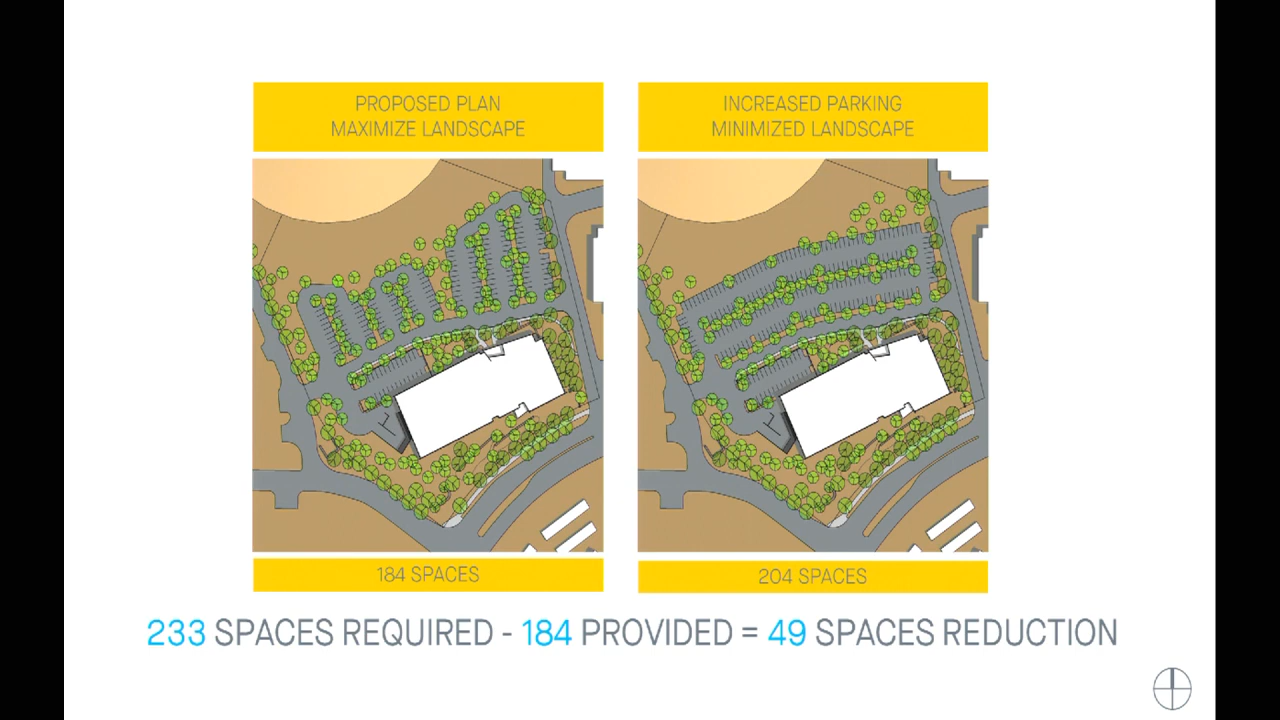 PROPOSED PLAN
MAXIMIZE LANDSCAPE
INCREASED PARKING
MINIMIZED LANDSCAPE
184 SPACES
204 SPACES
233 SPACES REQUIRED - 184 PROVIDED = 49 SPACES REDUCTION